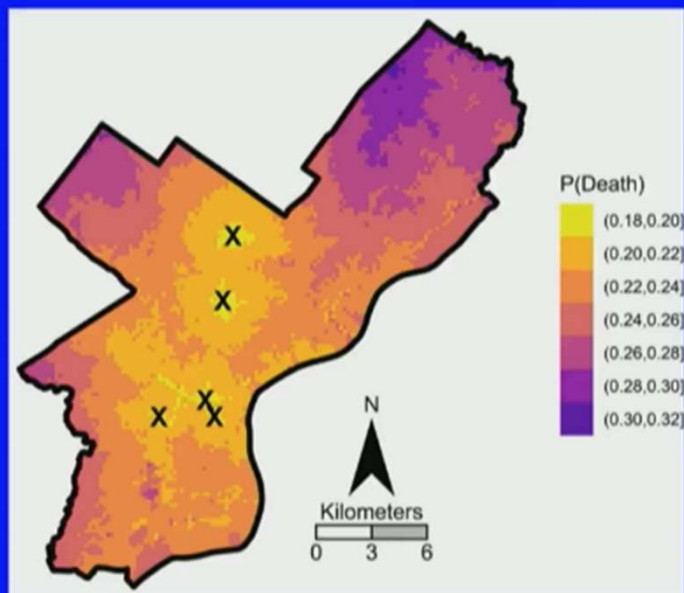 X
X
X
X
X
P(Death)
(0.18,0.20]
(0.20,0.22]
(0.22,0.24]
(0.24,0.26]
(0.26,0.28]
(0.28,0.30]
(0.30,0.32]
N
Kilometers
0 3 6